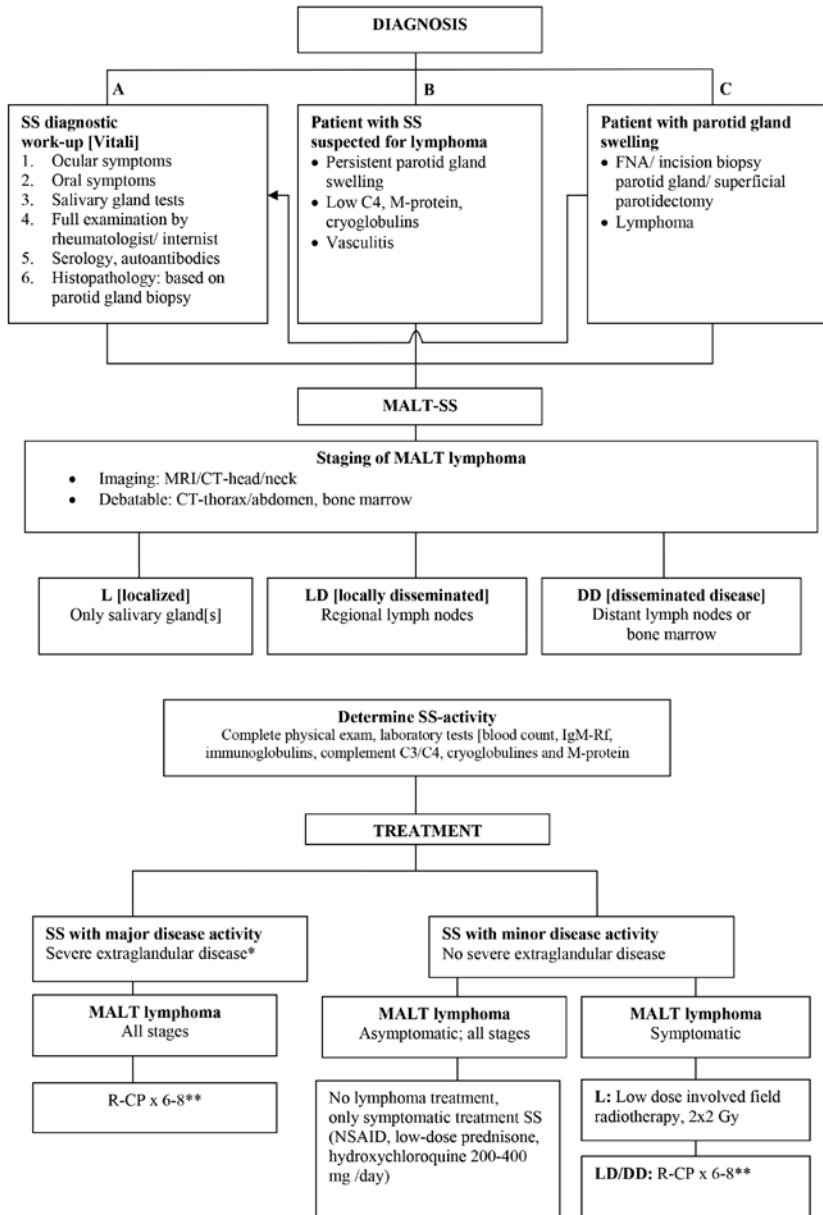 DIAGNOSIS
A
SS diagnostic
work-up [Vitali]
1. Ocular symptoms
2. Oral symptoms
3. Salivary gland tests
4. Full examination by
rheumatologist/ internist
5. Serology, autoantibodies
6. Histopathology: based on
parotid gland biopsy
B
Patient with SS
suspected for lymphoma
• Persistent parotid gland
swelling
• Low C4, M-protein,
cryoglobulins
• Vasculitis
C
Patient with parotid gland
swelling
• FNA/ incision biopsy
parotid gland/ superficial
parotidectomy
• Lymphoma
MALT-SS
Staging of MALT lymphoma
• Imaging: MRI/CT-head/neck
• Debatable: CT-thorax/abdomen, bone marrow
L [localized]
Only salivary gland[s]
LD [locally disseminated]
Regional lymph nodes
DD [disseminated disease]
Distant lymph nodes or
bone marrow
Determine SS-activity
Complete physical exam, laboratory tests [blood count, IgM-Rf,
immunoglobulins, complement C3/C4, cryoglobulines and M-protein
TREATMENT
SS with major disease activity
Severe extraglandular disease*
MALT lymphoma
All stages
R-CP x 6-8**
SS with minor disease activity
No severe extraglandular disease
MALT lymphoma
Asymptomatic; all stages
No lymphoma treatment,
only symptomatic treatment SS
(NSAID, low-dose prednisone,
hydroxychloroquine 200-400
mg /day)
MALT lymphoma
Symptomatic
L: Low dose involved field
radiotherapy, 2x2 Gy
LD/DD: R-CP x 6-8**